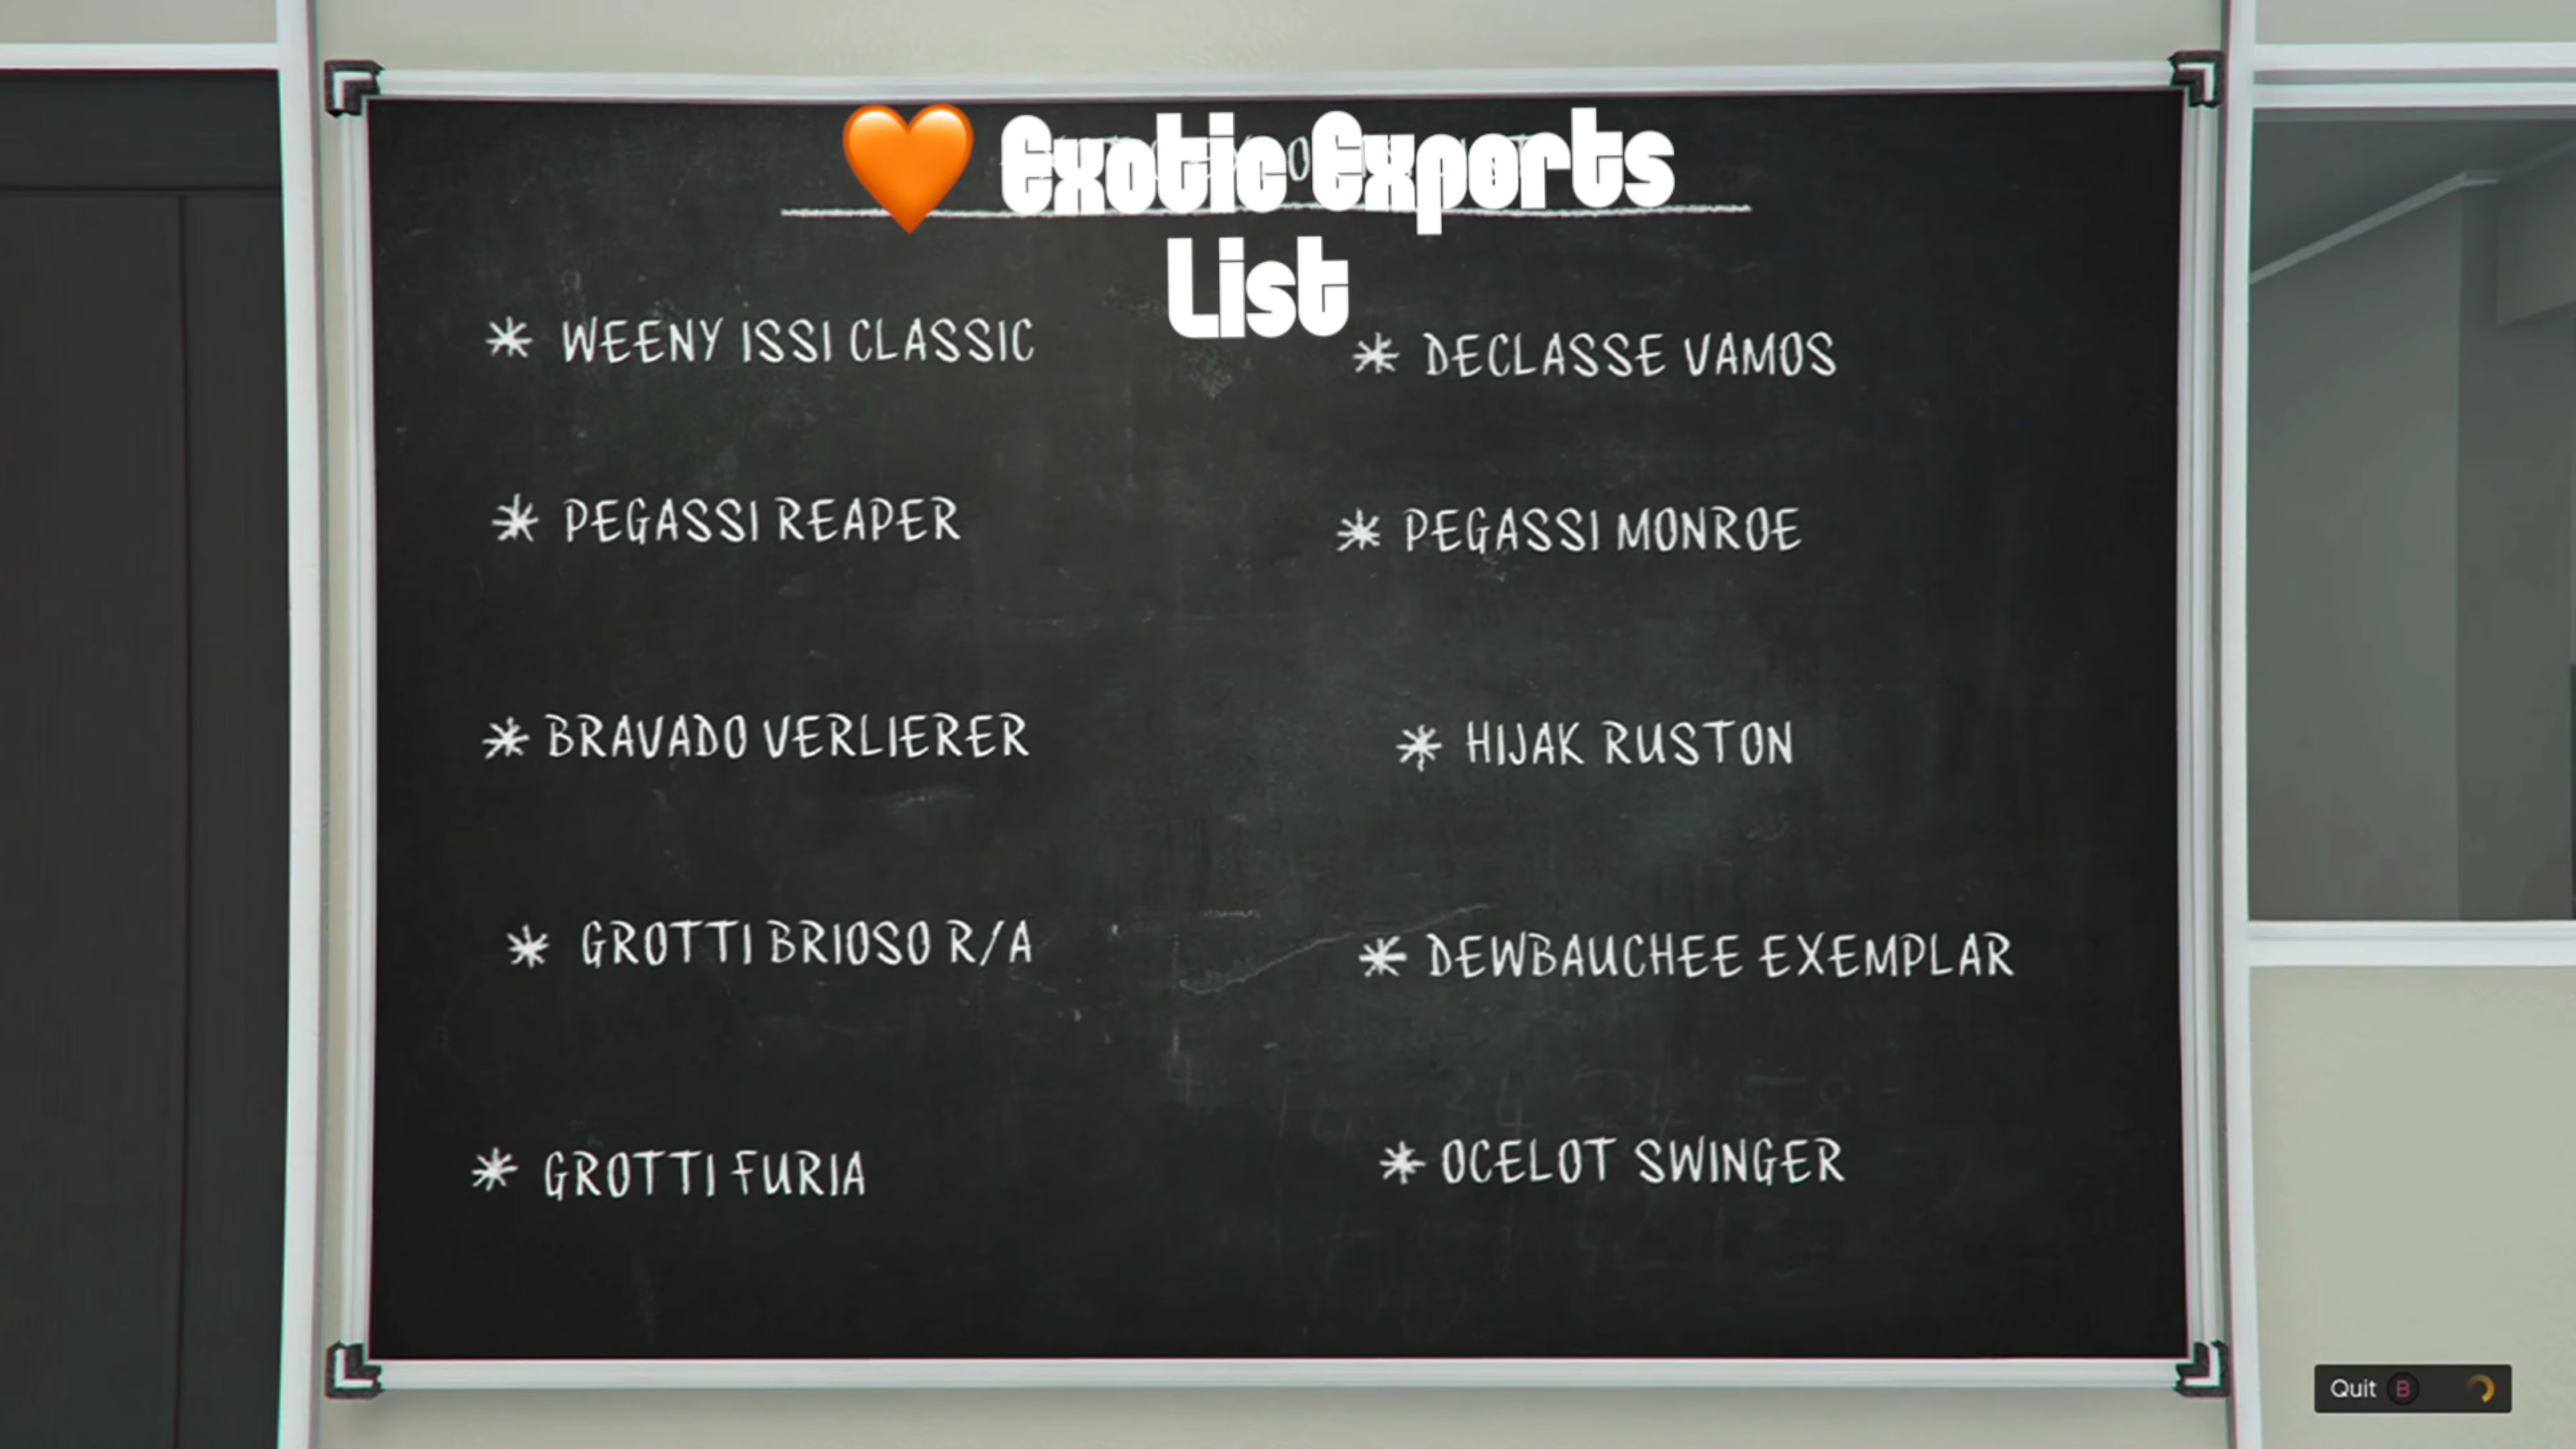 🧡 Exotic Exports
List
* WEENY ISSI CLASSIC
* DECLASSE VAMOS
* PEGASSI REAPER
* PEGASSI MONROE
* BRAVADO VERLIERER
* HIJAK RUSTON
* GROTTI BRIOSO R/A
* DEWBAUCHEE EXEMPLAR
* GROTTI FURIA
* OCELOT SWINGER
Quit B